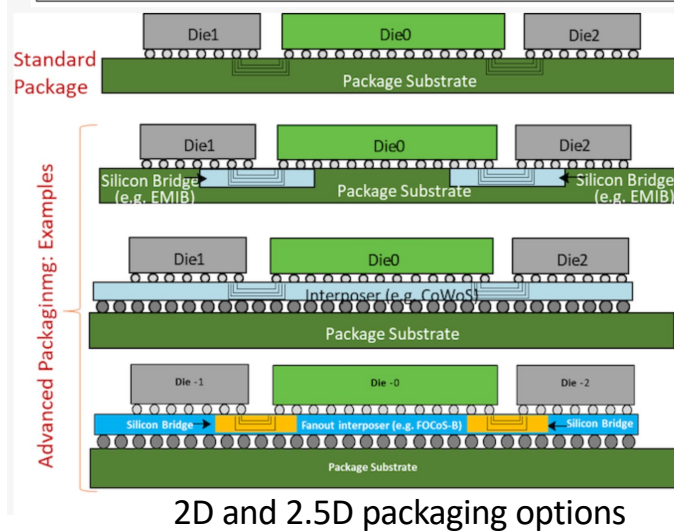 Die1
Die0
Die2
Standard
Package
Package Substrate
Advanced Packaginmg: Examples
Die1
Die0
Die2
Silicon Bridge
(e.g. EMIB)
Package Substrate
Silicon Bridge
(e.g. EMIB)
Die1
Die0
Die2
Interposer (e.g. CoWoS)
Package Substrate
Die -1
Die -0
Die -2
Silicon Bridge
Fanout interposer (e.g. FOCoS-B)
Silicon Bridge
Package Substrate
2D and 2.5D packaging options